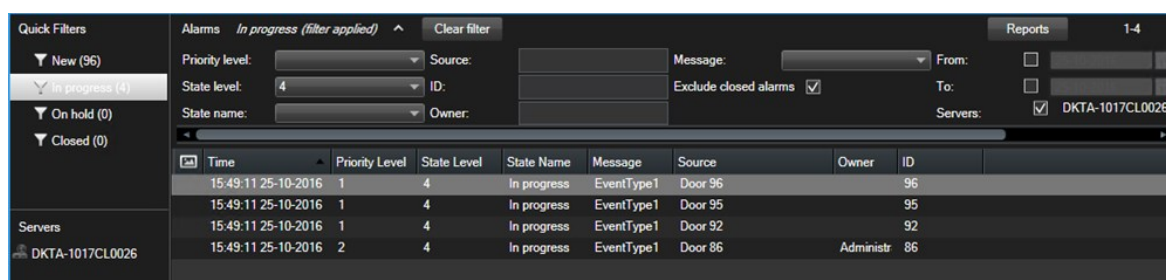 Quick Filters
New (96)
In progress (4)
On hold (0)
Closed (0)
Servers
DKTA-1017CL0026
Alarms In progress (filter applied) Clear filter Reports 1-4
Priority level: Source: Message: From:
State level: 4 ID: Exclude closed alarms To:
State name: Owner: Servers: DKTA-1017CL0026
Time Priority Level State Level State Name Message Source Owner ID
15:49:11 25-10-2016 1 4 In progress EventType1 Door 96 96
15:49:11 25-10-2016 1 4 In progress EventType1 Door 95 95
15:49:11 25-10-2016 1 4 In progress EventType1 Door 92 92
15:49:11 25-10-2016 2 4 In progress EventType1 Door 86 Administr 86